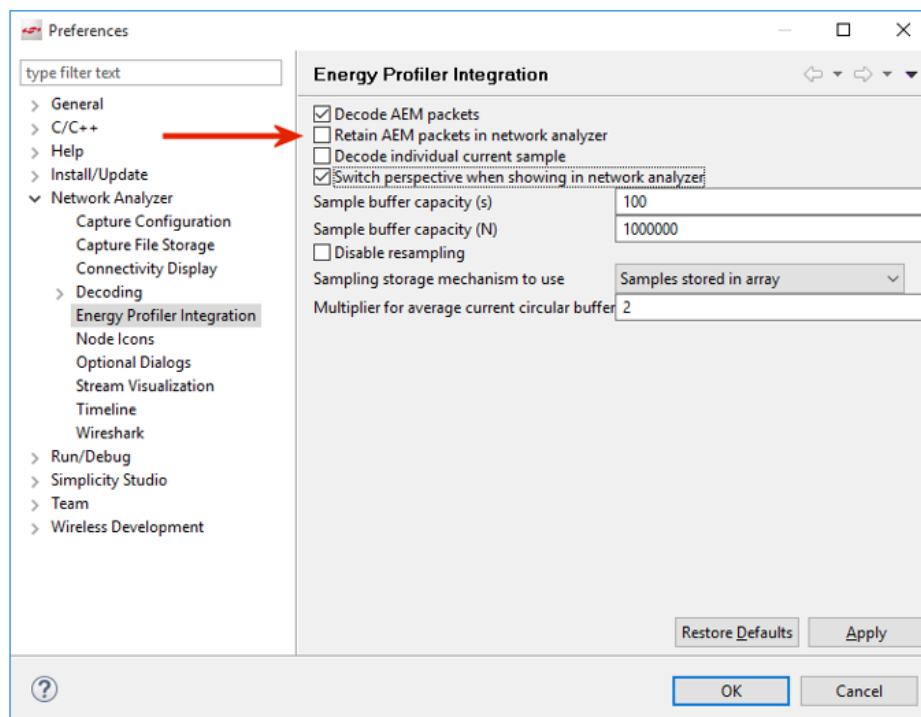 Preferences
type filter text
General
C/C++
Help
Install/Update
Network Analyzer
Capture Configuration
Capture File Storage
Connectivity Display
Decoding
Energy Profiler Integration
Node Icons
Optional Dialogs
Stream Visualization
Timeline
Wireshark
Run/Debug
Simplicity Studio
Team
Wireless Development
Energy Profiler Integration
Decode AEM packets
Retain AEM packets in network analyzer
Decode individual current sample
Switch perspective when showing in network analyzer
Sample buffer capacity (s) 100
Sample buffer capacity (N) 1000000
Disable resampling
Sampling storage mechanism to use Samples stored in array
Multiplier for average current circular buffer 2
Restore Defaults Apply
? OK Cancel